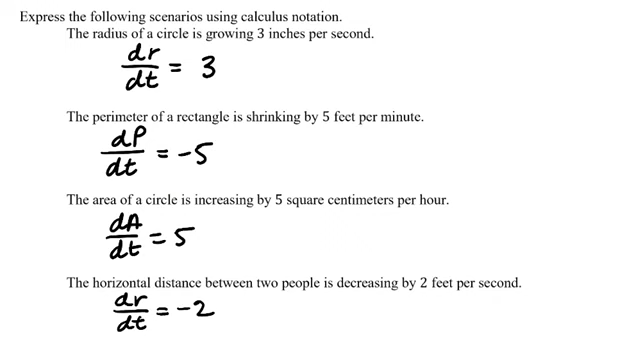 Express the following scenarios using calculus notation.
The radius of a circle is growing 3 inches per second.
dr/dt = 3
The perimeter of a rectangle is shrinking by 5 feet per minute.
dP/dt = -5
The area of a circle is increasing by 5 square centimeters per hour.
dA/dt = 5
The horizontal distance between two people is decreasing by 2 feet per second.
dr/dt = -2